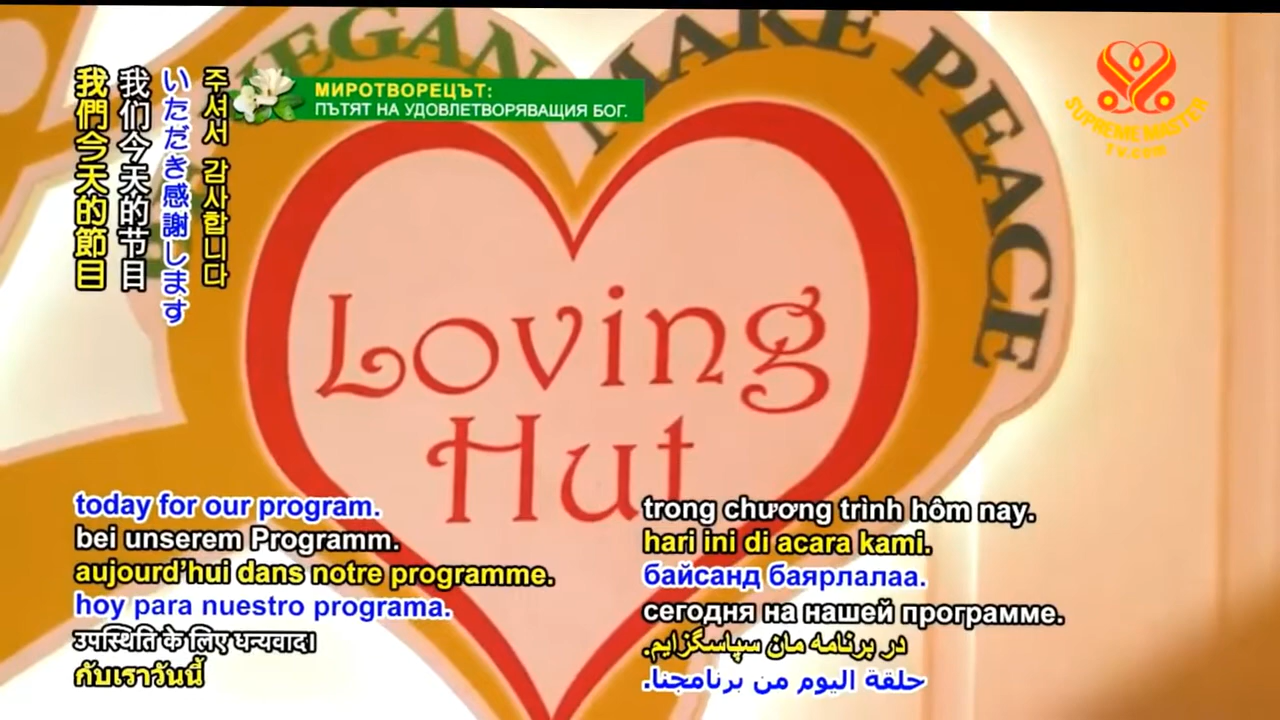 VEGAN
MAKE PEACE
МИРОТВОРЕЦЪТ:
ПЪТЯТ НА УДОВЛЕТВОРЯВАЩИЯ БОГ.
SUPREME MASTER
TV.COM
我們今天的節目
我们今天的节目
いただき感謝します
주셔서 감사합니다
Loving
Hut
today for our program.
bei unserem Programm.
aujourd'hui dans notre programme.
hoy para nuestro programa.
उपस्थिति के लिए धन्यवाद।
กับเราวันนี้
trong chương trình hôm nay.
hari ini di acara kami.
байсанд баярлалаа.
сегодня на нашей программе.
در برنامه مان سپاسگزاریم.
حلقة اليوم من برنامجنا.